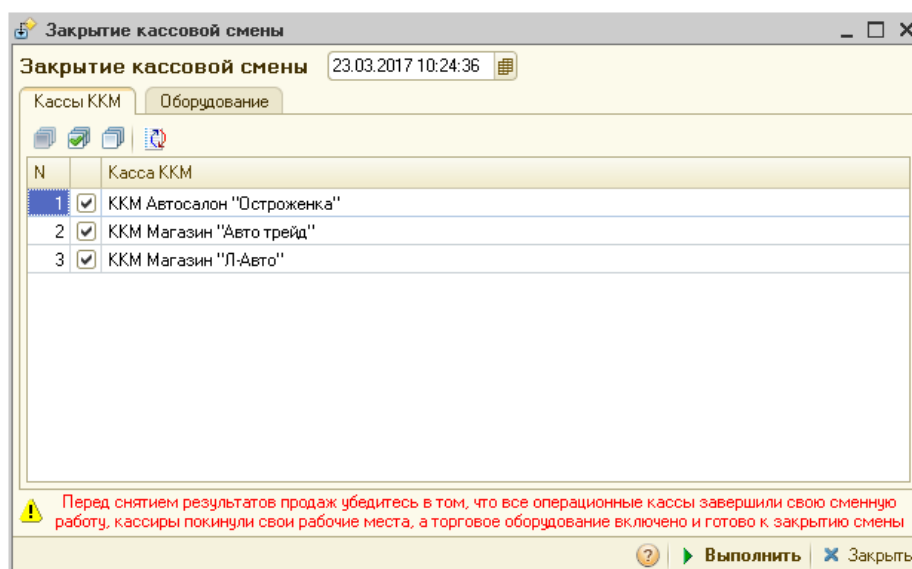 Закрытие кассовой смены
Закрытие кассовой смены 23.03.2017 10:24:36
Кассы ККМ Оборудование
N Касса ККМ
1 ККМ Автосалон "Остроженка"
2 ККМ Магазин "Авто трейд"
3 ККМ Магазин "Л-Авто"
Перед снятием результатов продаж убедитесь в том, что все операционные кассы завершили свою сменную
работу, кассиры покинули свои рабочие места, а торговое оборудование включено и готово к закрытию смены
? Выполнить Закрыть